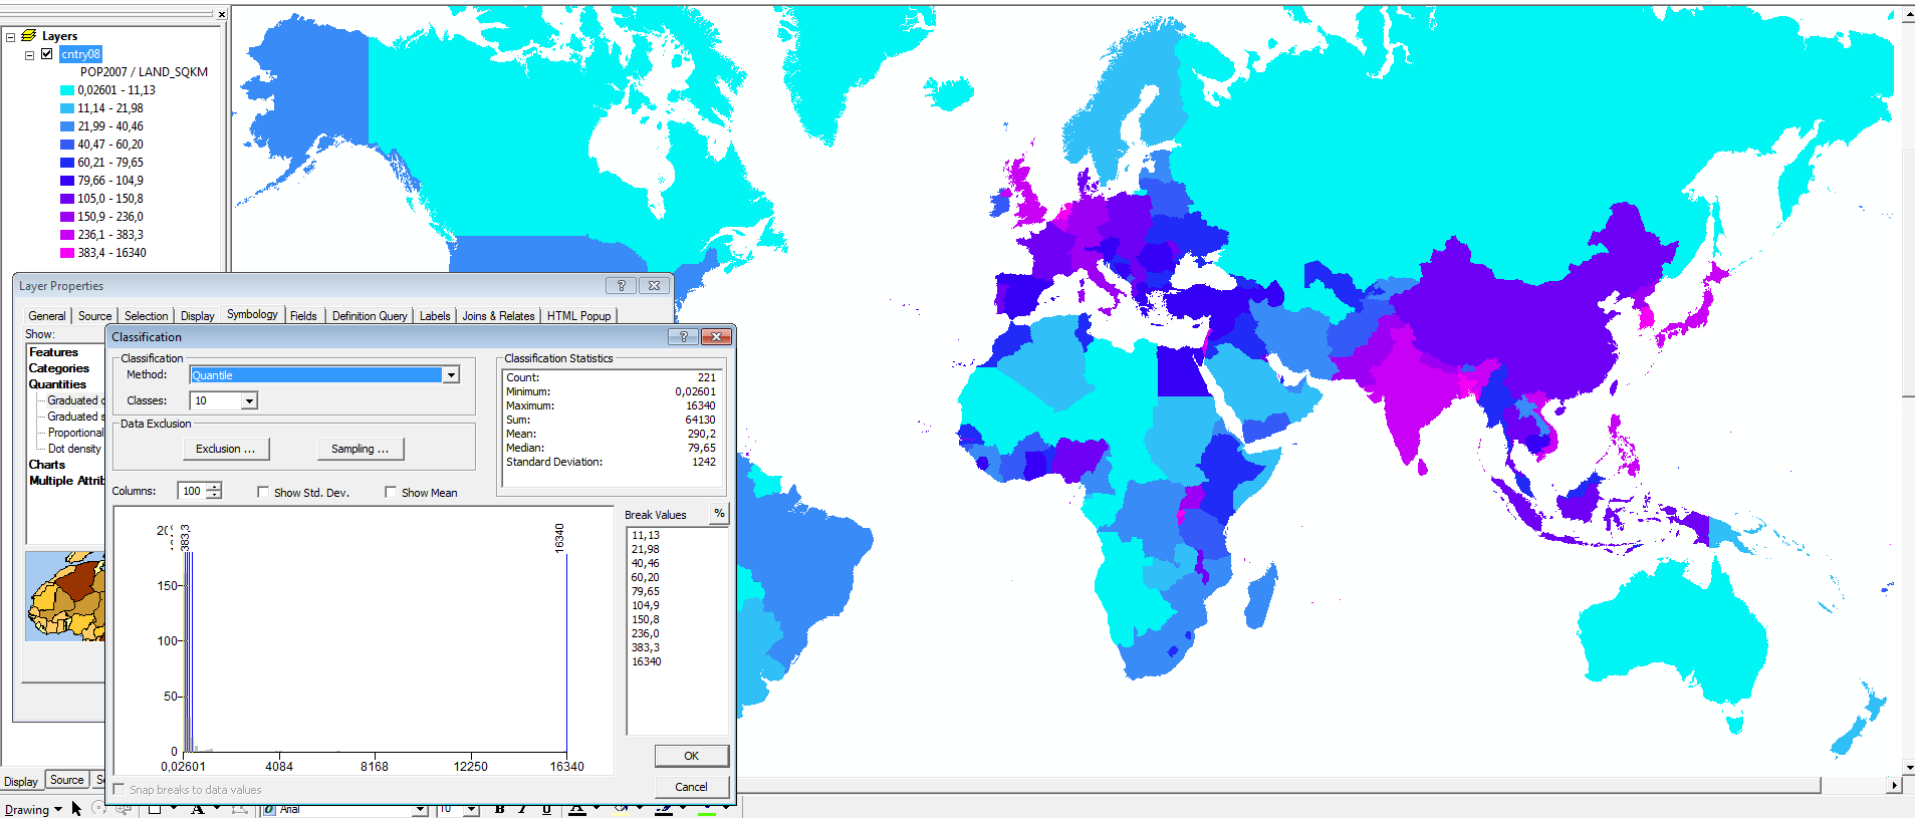 Layers
cntry08
POP2007 / LAND_SQKM
0,02601 - 11,13
11,14 - 21,98
21,99 - 40,46
40,47 - 60,20
60,21 - 79,65
79,66 - 104,9
105,0 - 150,8
150,9 - 236,0
236,1 - 383,3
383,4 - 16340
Layer Properties
General Source Selection Display Symbology Fields Definition Query Labels Joins & Relates HTML Popup
Show:
Features
Categories
Quantities
Graduated
Graduated
Proportional
Dot density
Charts
Multiple
Classification
Classification
Method: Quantile
Classes: 10
Data Exclusion
Exclusion ... Sampling ...
Columns: 100 Show Std. Dev. Show Mean
Classification Statistics
Count: 221
Minimum: 0,02601
Maximum: 16340
Sum: 64130
Mean: 290,2
Median: 79,65
Standard Deviation: 1242
Break Values %
11,13
21,98
40,46
60,20
79,65
104,9
150,8
236,0
383,3
16340
383,3
16340
150
100
50
0
0,02601 4084 8168 12250 16340
Snap breaks to data values
OK
Cancel
Display Source
Drawing A Arial 10 B I U A